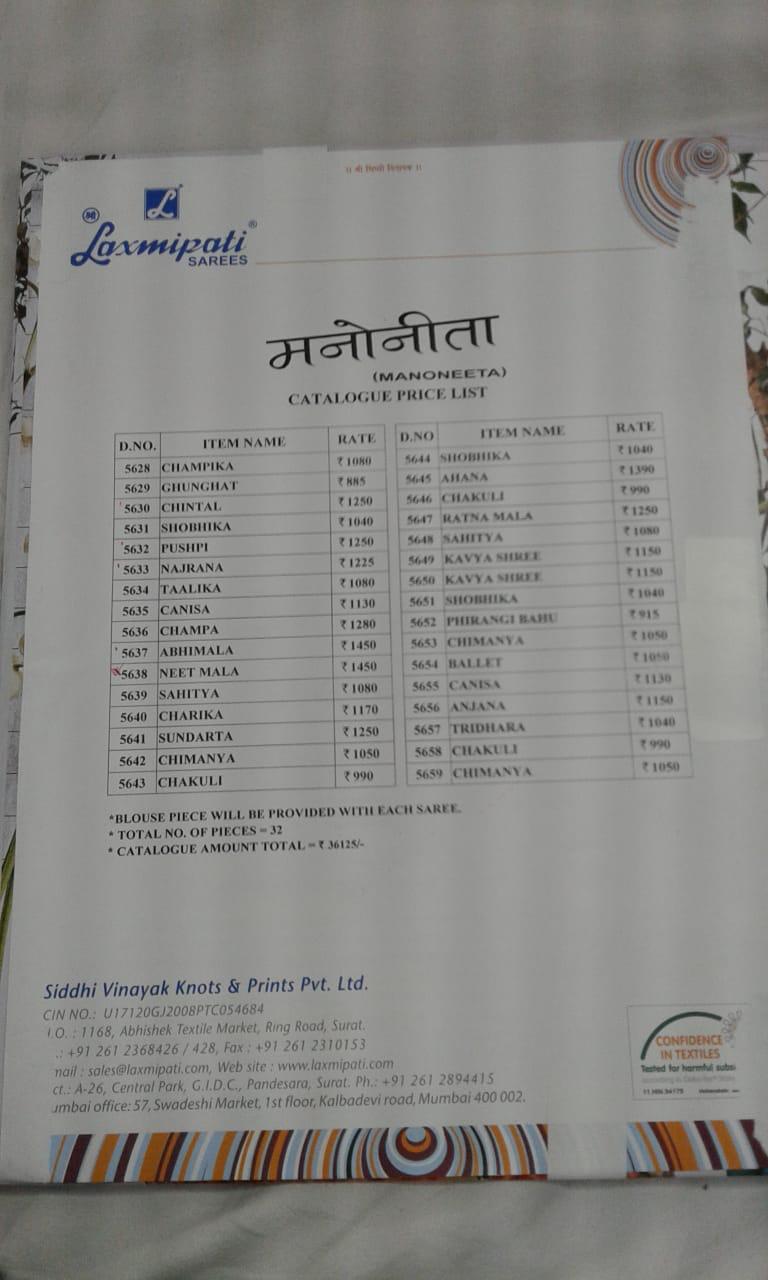 ।। श्री सिध्दी विनायक ।।
श्री
L
Laxmipati®
SAREES
मनोनीता
(MANONEETA)
CATALOGUE PRICE LIST
D.NO. ITEM NAME RATE
5628 CHAMPIKA ₹ 1080
5629 GHUNGHAT ₹ 885
5630 CHINTAL ₹ 1250
5631 SHOBHIKA ₹ 1040
5632 PUSHPI ₹ 1250
5633 NAJRANA ₹ 1225
5634 TAALIKA ₹ 1080
5635 CANISA ₹ 1130
5636 CHAMPA ₹ 1280
5637 ABHIMALA ₹ 1450
5638 NEET MALA ₹ 1450
5639 SAHITYA ₹ 1080
5640 CHARIKA ₹ 1170
5641 SUNDARTA ₹ 1250
5642 CHIMANYA ₹ 1050
5643 CHAKULI ₹ 990
D.NO ITEM NAME RATE
5644 SHOBHIKA ₹ 1040
5645 AHANA ₹ 1390
5646 CHAKULI ₹ 990
5647 RATNA MALA ₹ 1250
5648 SAHITYA ₹ 1080
5649 KAVYA SHREE ₹ 1150
5650 KAVYA SHREE ₹ 1150
5651 SHOBHIKA ₹ 1040
5652 PHIRANGI BAHU ₹ 915
5653 CHIMANYA ₹ 1050
5654 BALLET ₹ 1050
5655 CANISA ₹ 1130
5656 ANJANA ₹ 1150
5657 TRIDHARA ₹ 1040
5658 CHAKULI ₹ 990
5659 CHIMANYA ₹ 1050
*BLOUSE PIECE WILL BE PROVIDED WITH EACH SAREE.
* TOTAL NO. OF PIECES = 32
* CATALOGUE AMOUNT TOTAL = ₹ 36125/-
Siddhi Vinayak Knots & Prints Pvt. Ltd.
CIN NO.: U17120GJ2008PTC054684
I.O. : 1168, Abhishek Textile Market, Ring Road, Surat.
.: +91 261 2368426 / 428, Fax : +91 261 2310153
nail : sales@laxmipati.com, Web site : www.laxmipati.com
ct.: A-26, Central Park, G.I.D.C., Pandesara, Surat. Ph.: +91 261 2894415
umbai office: 57, Swadeshi Market, 1st floor, Kalbadevi road, Mumbai 400 002.
CONFIDENCE
IN TEXTILES
Tested for harmful subs